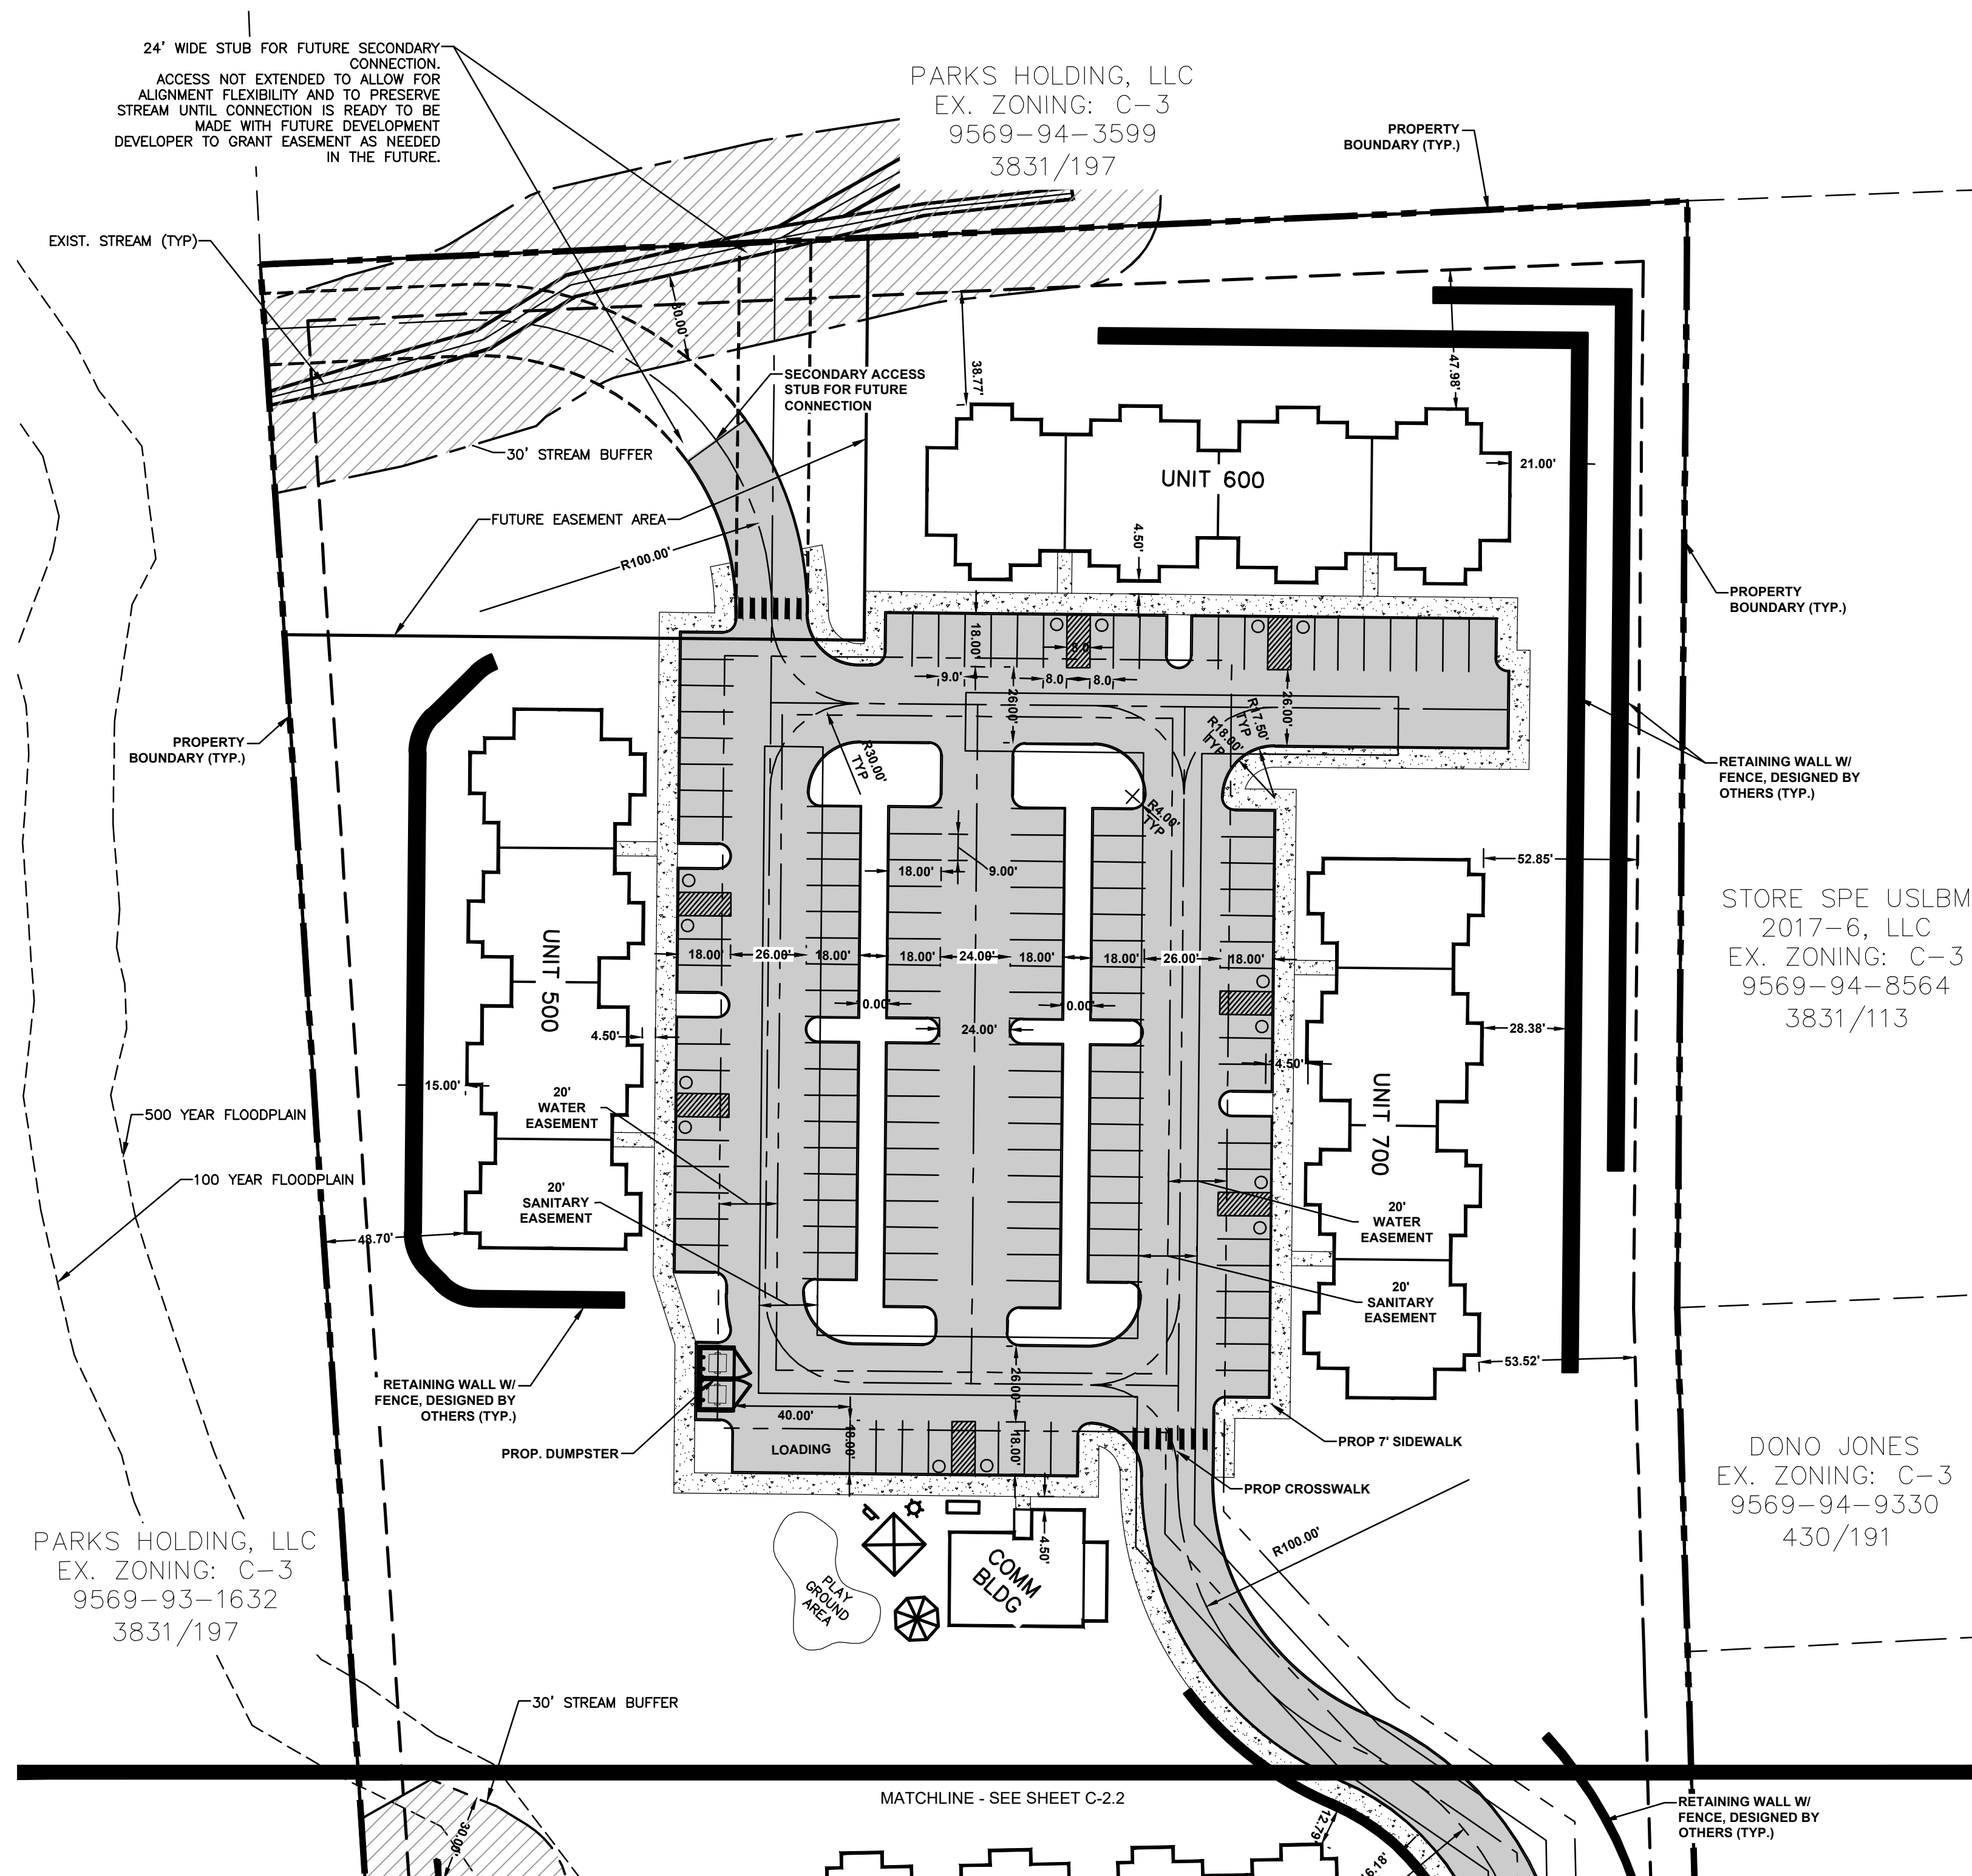 24' WIDE STUB FOR FUTURE SECONDARY
CONNECTION.
ACCESS NOT EXTENDED TO ALLOW FOR
ALIGNMENT FLEXIBILITY AND TO PRESERVE
STREAM UNTIL CONNECTION IS READY TO BE
MADE WITH FUTURE DEVELOPMENT
DEVELOPER TO GRANT EASEMENT AS NEEDED
IN THE FUTURE.
PARKS HOLDING, LLC
EX. ZONING: C-3
9569-94-3599
3831/197
PROPERTY
BOUNDARY (TYP.)
EXIST. STREAM (TYP)
30.00'
38.77'
47.98'
SECONDARY ACCESS
STUB FOR FUTURE
CONNECTION
30' STREAM BUFFER
UNIT 600
21.00'
FUTURE EASEMENT AREA
R100.00'
4.50'
PROPERTY
BOUNDARY (TYP.)
18.00'
9.0'
8.0
8.0
8.0
26.00'
26.00'
R17.50'
TYP
R18.00'
TYP
R30.00'
TYP
R4.00'
TYP
PROPERTY
BOUNDARY (TYP.)
RETAINING WALL W/
FENCE, DESIGNED BY
OTHERS (TYP.)
18.00'
9.00'
52.85'
STORE SPE USLBM
2017-6, LLC
EX. ZONING: C-3
9569-94-8564
3831/113
UNIT 500
18.00'
26.00'
18.00'
18.00'
24.00'
18.00'
18.00'
26.00'
18.00'
10.00'
10.00'
24.00'
4.50'
4.50'
28.38'
15.00'
20'
WATER
EASEMENT
UNIT 700
500 YEAR FLOODPLAIN
100 YEAR FLOODPLAIN
20'
SANITARY
EASEMENT
20'
WATER
EASEMENT
48.70'
20'
SANITARY
EASEMENT
53.52'
RETAINING WALL W/
FENCE, DESIGNED BY
OTHERS (TYP.)
26.00'
40.00'
18.00'
18.00'
LOADING
PROP. DUMPSTER
PROP 7' SIDEWALK
PROP CROSSWALK
DONO JONES
EX. ZONING: C-3
9569-94-9330
430/191
PARKS HOLDING, LLC
EX. ZONING: C-3
9569-93-1632
3831/197
4.50'
COMM
BLDG
PLAY
GROUND
AREA
R100.00'
30' STREAM BUFFER
MATCHLINE - SEE SHEET C-2.2
RETAINING WALL W/
FENCE, DESIGNED BY
OTHERS (TYP.)
30.00'
12.79'
6.18'